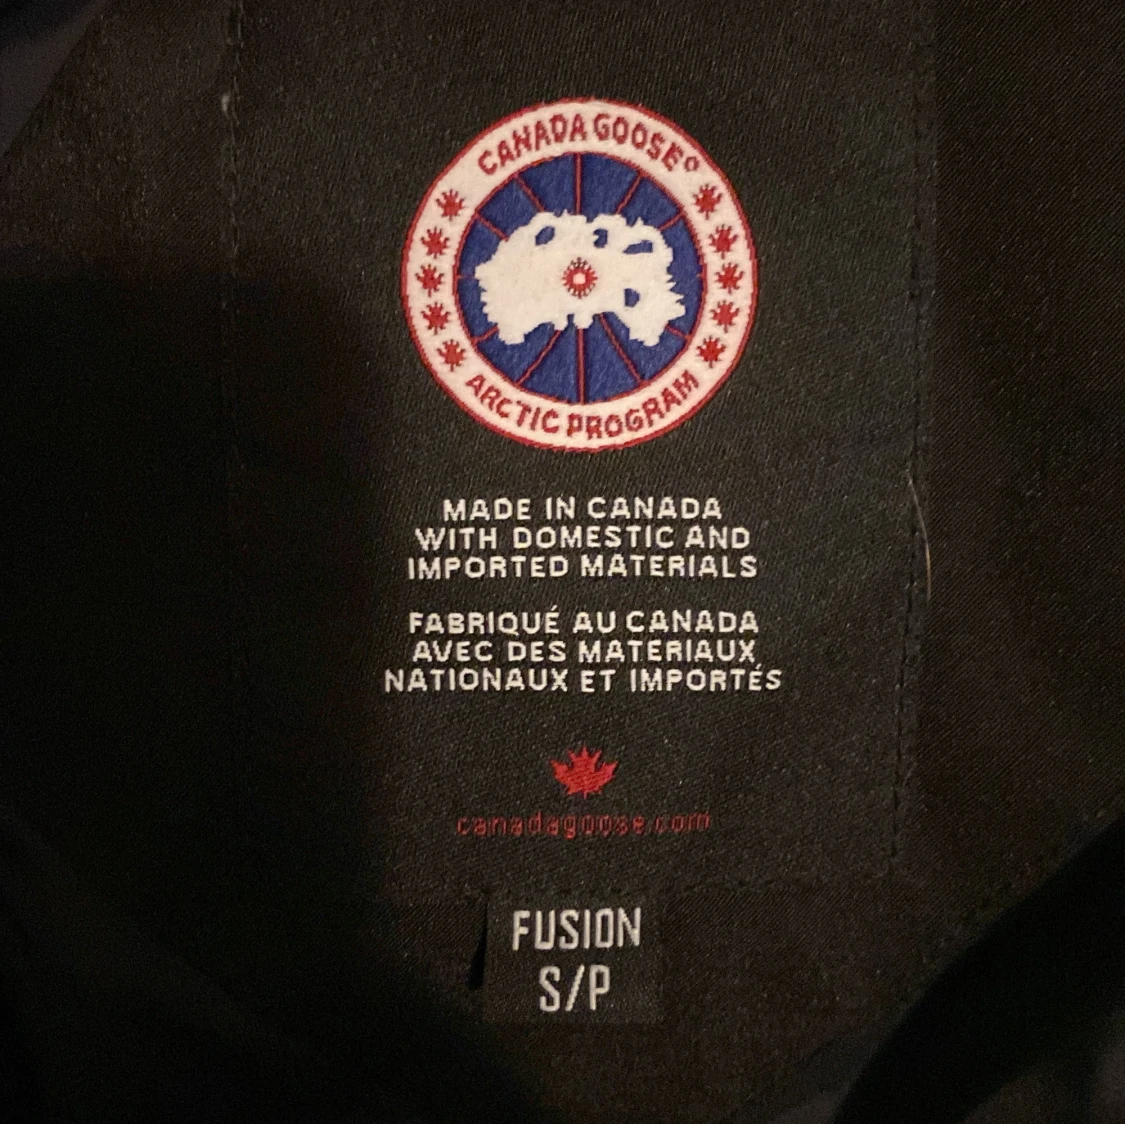 CANADA GOOSE®
ARCTIC PROGRAM
MADE IN CANADA
WITH DOMESTIC AND
IMPORTED MATERIALS
FABRIQUÉ AU CANADA
AVEC DES MATERIAUX
NATIONAUX ET IMPORTÉS
canadagoose.com
FUSION
S/P